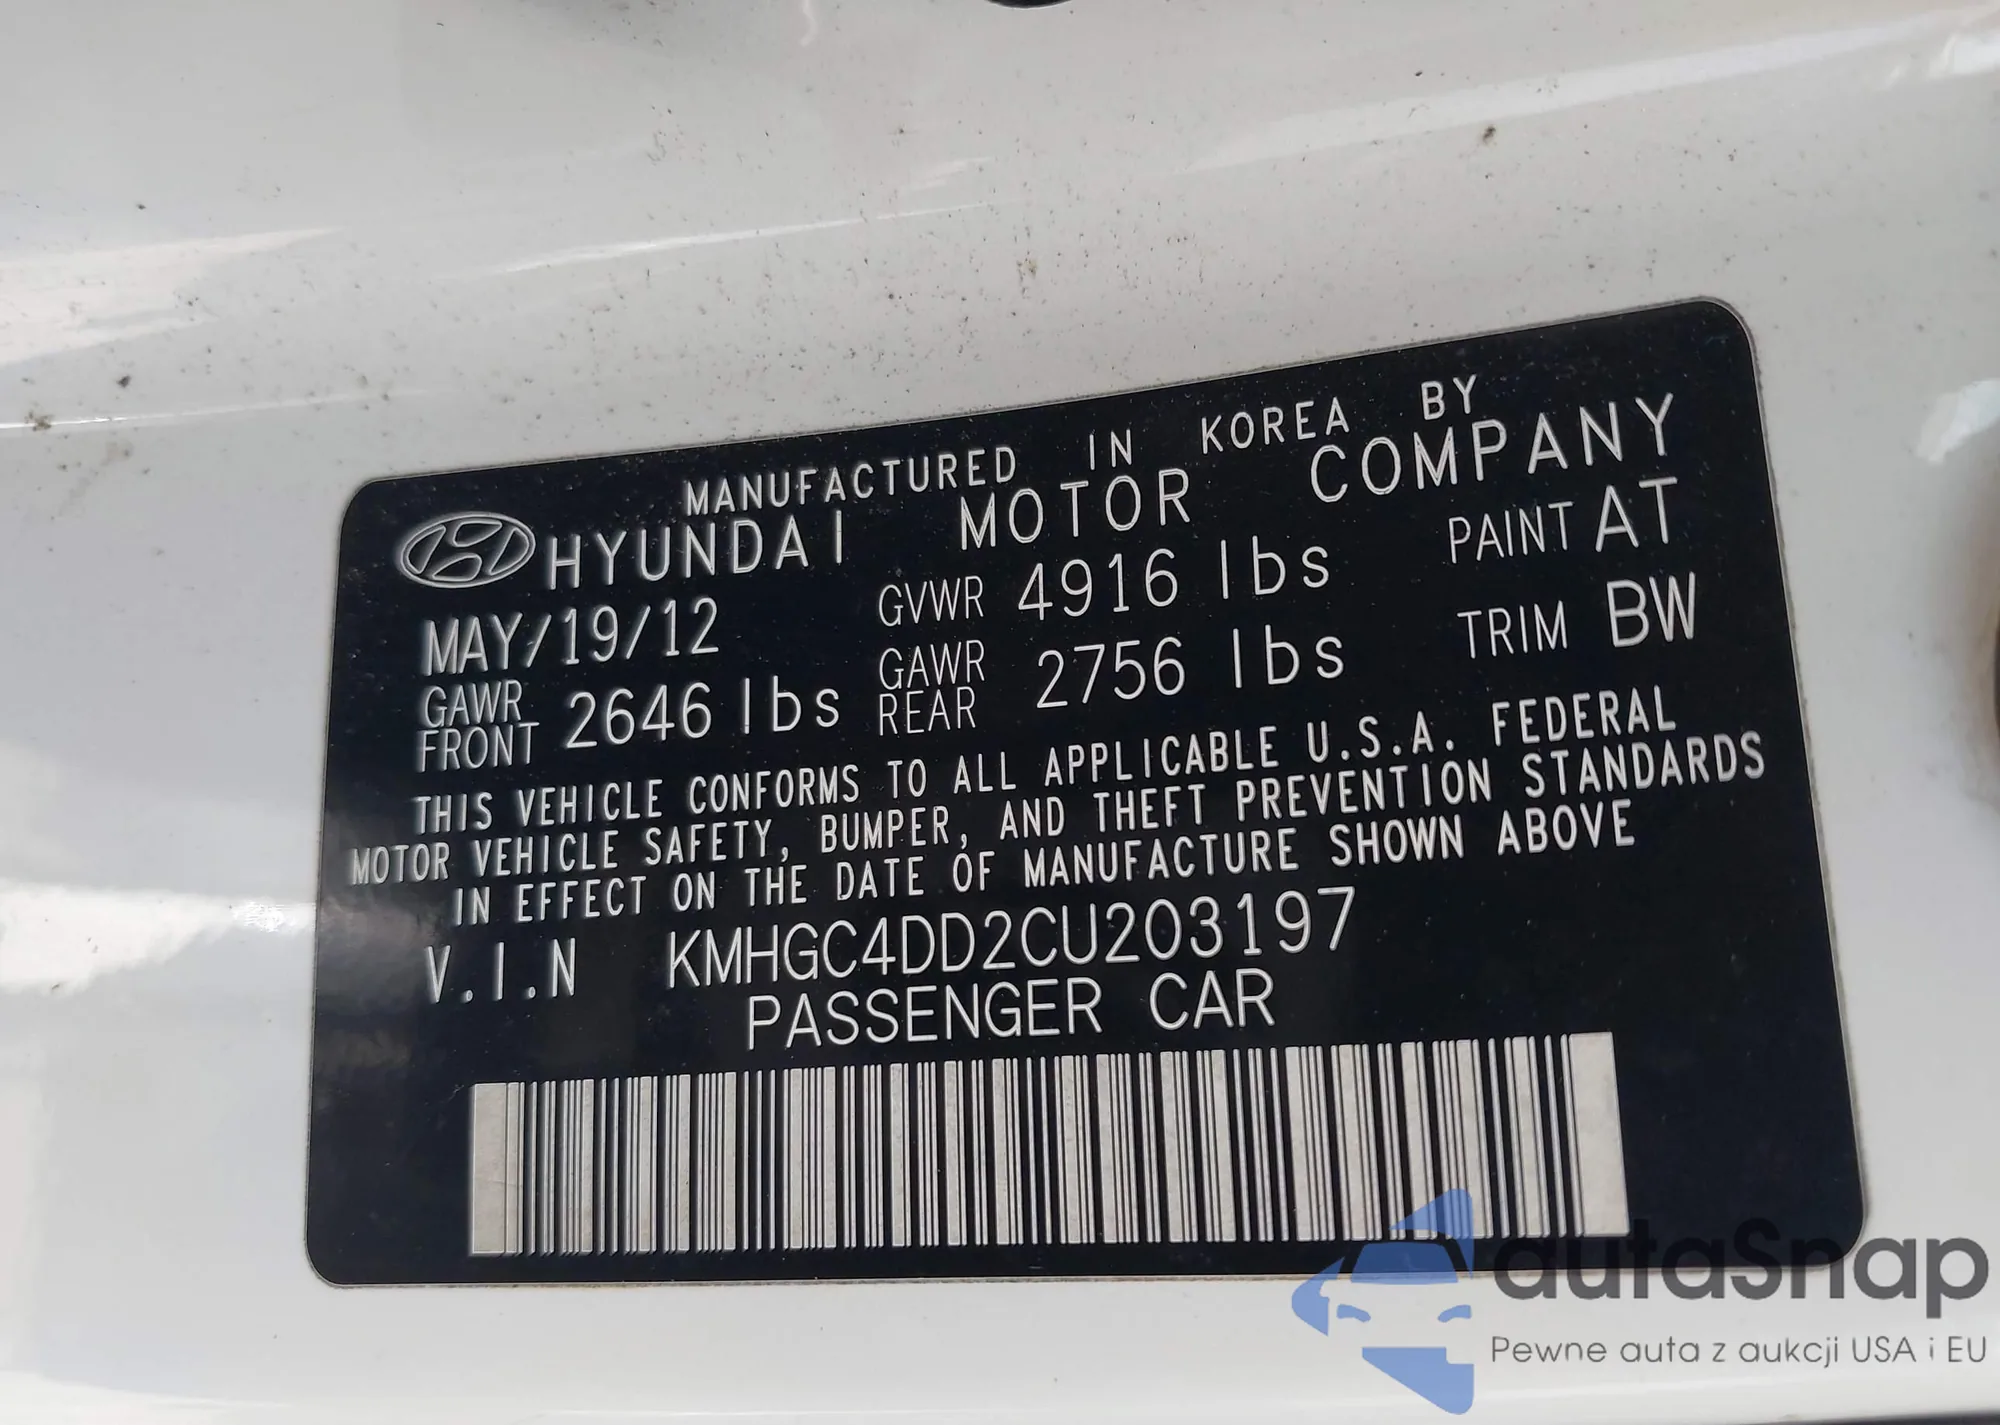 MANUFACTURED IN KOREA BY
HYUNDAI MOTOR COMPANY
MAY/19/12 GVWR 4916 lbs PAINT AT
GAWR FRONT 2646 lbs GAWR REAR 2756 lbs TRIM BW
THIS VEHICLE CONFORMS TO ALL APPLICABLE U.S.A. FEDERAL
MOTOR VEHICLE SAFETY, BUMPER, AND THEFT PREVENTION STANDARDS
IN EFFECT ON THE DATE OF MANUFACTURE SHOWN ABOVE
V.I.N KMHGC4DD2CU203197
PASSENGER CAR
autaSnap
Pewne auta z aukcji USA i EU